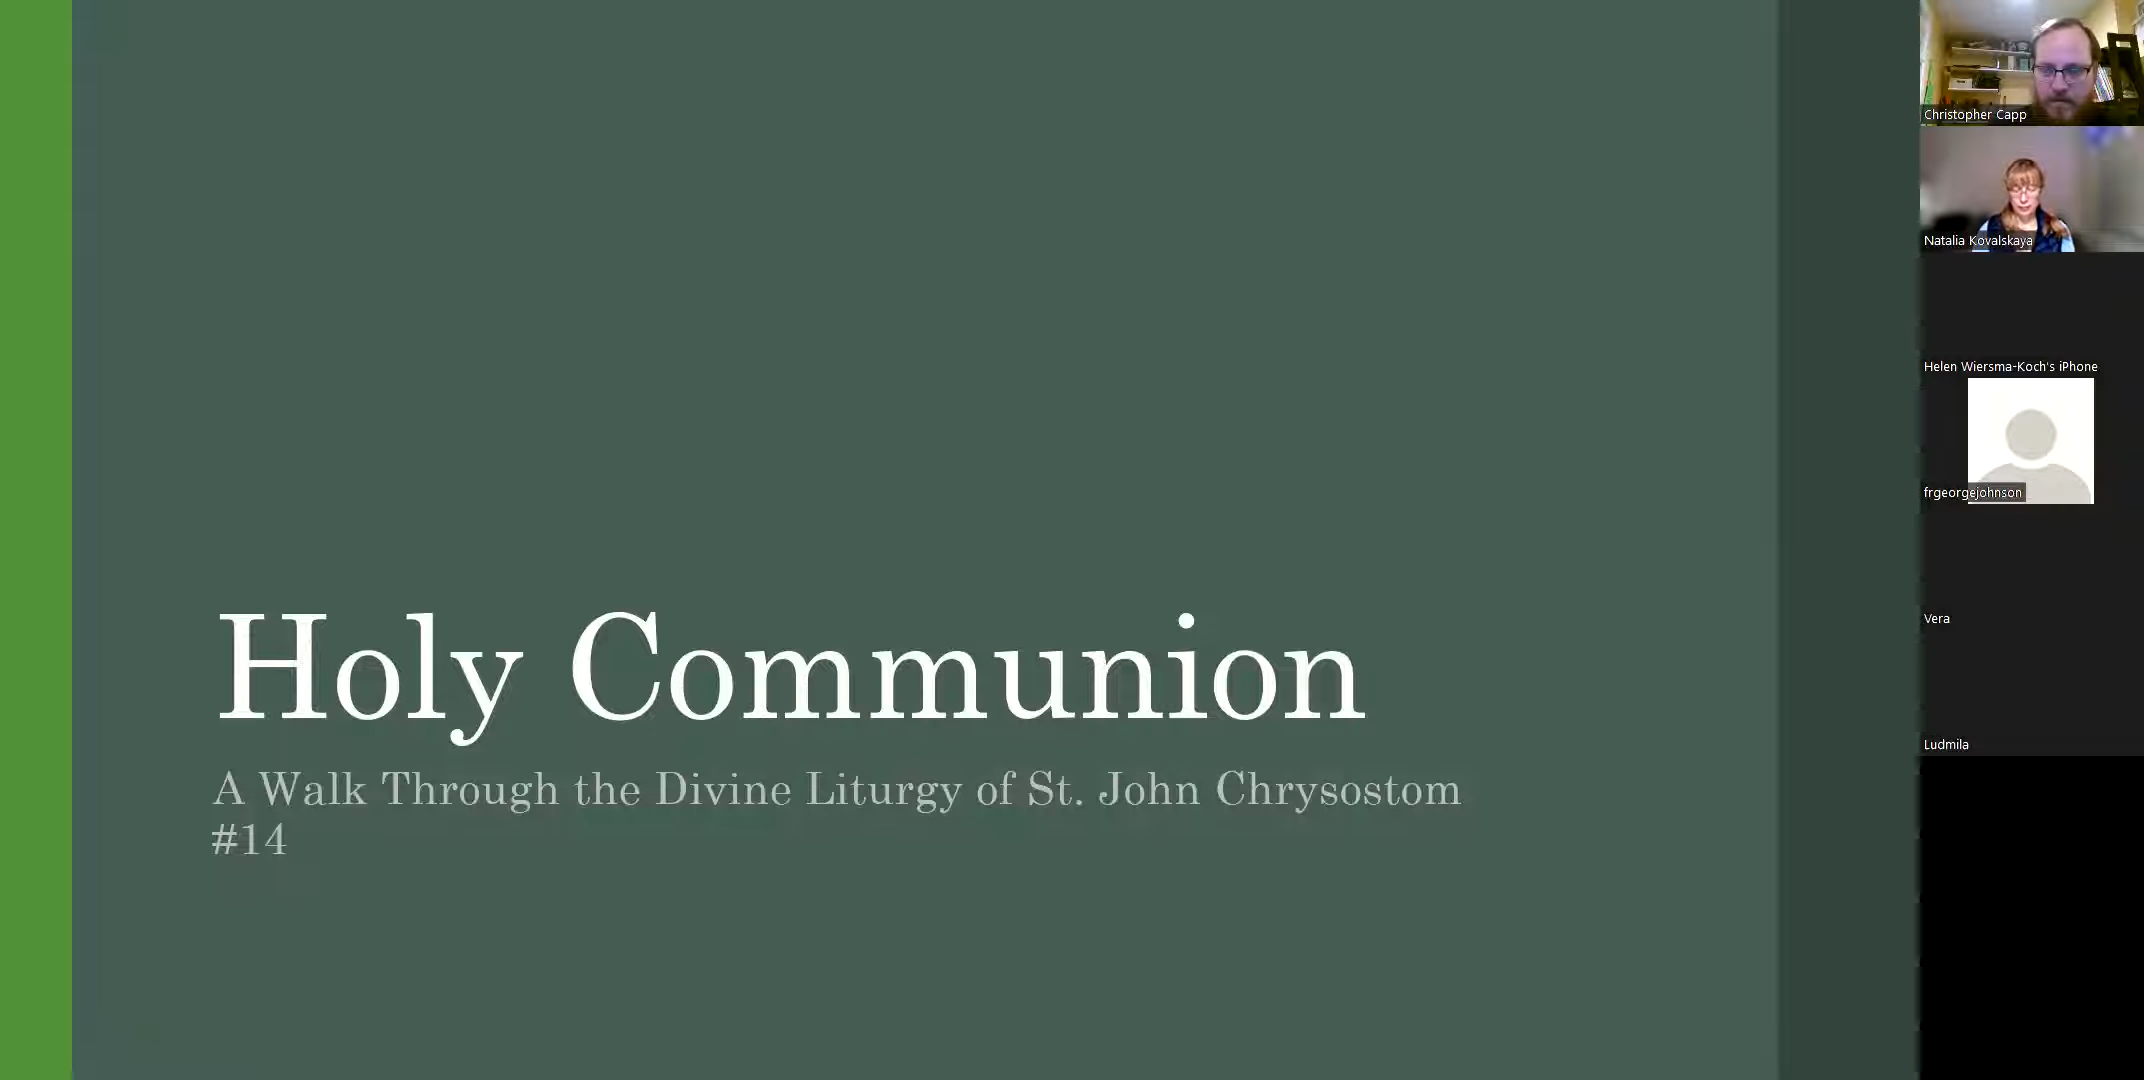 Holy Communion
A Walk Through the Divine Liturgy of St. John Chrysostom
#14
Christopher Capp
Natalia Kovalskaya
Helen Wiersma-Koch's iPhone
frgeorgejohnson
Vera
Ludmila